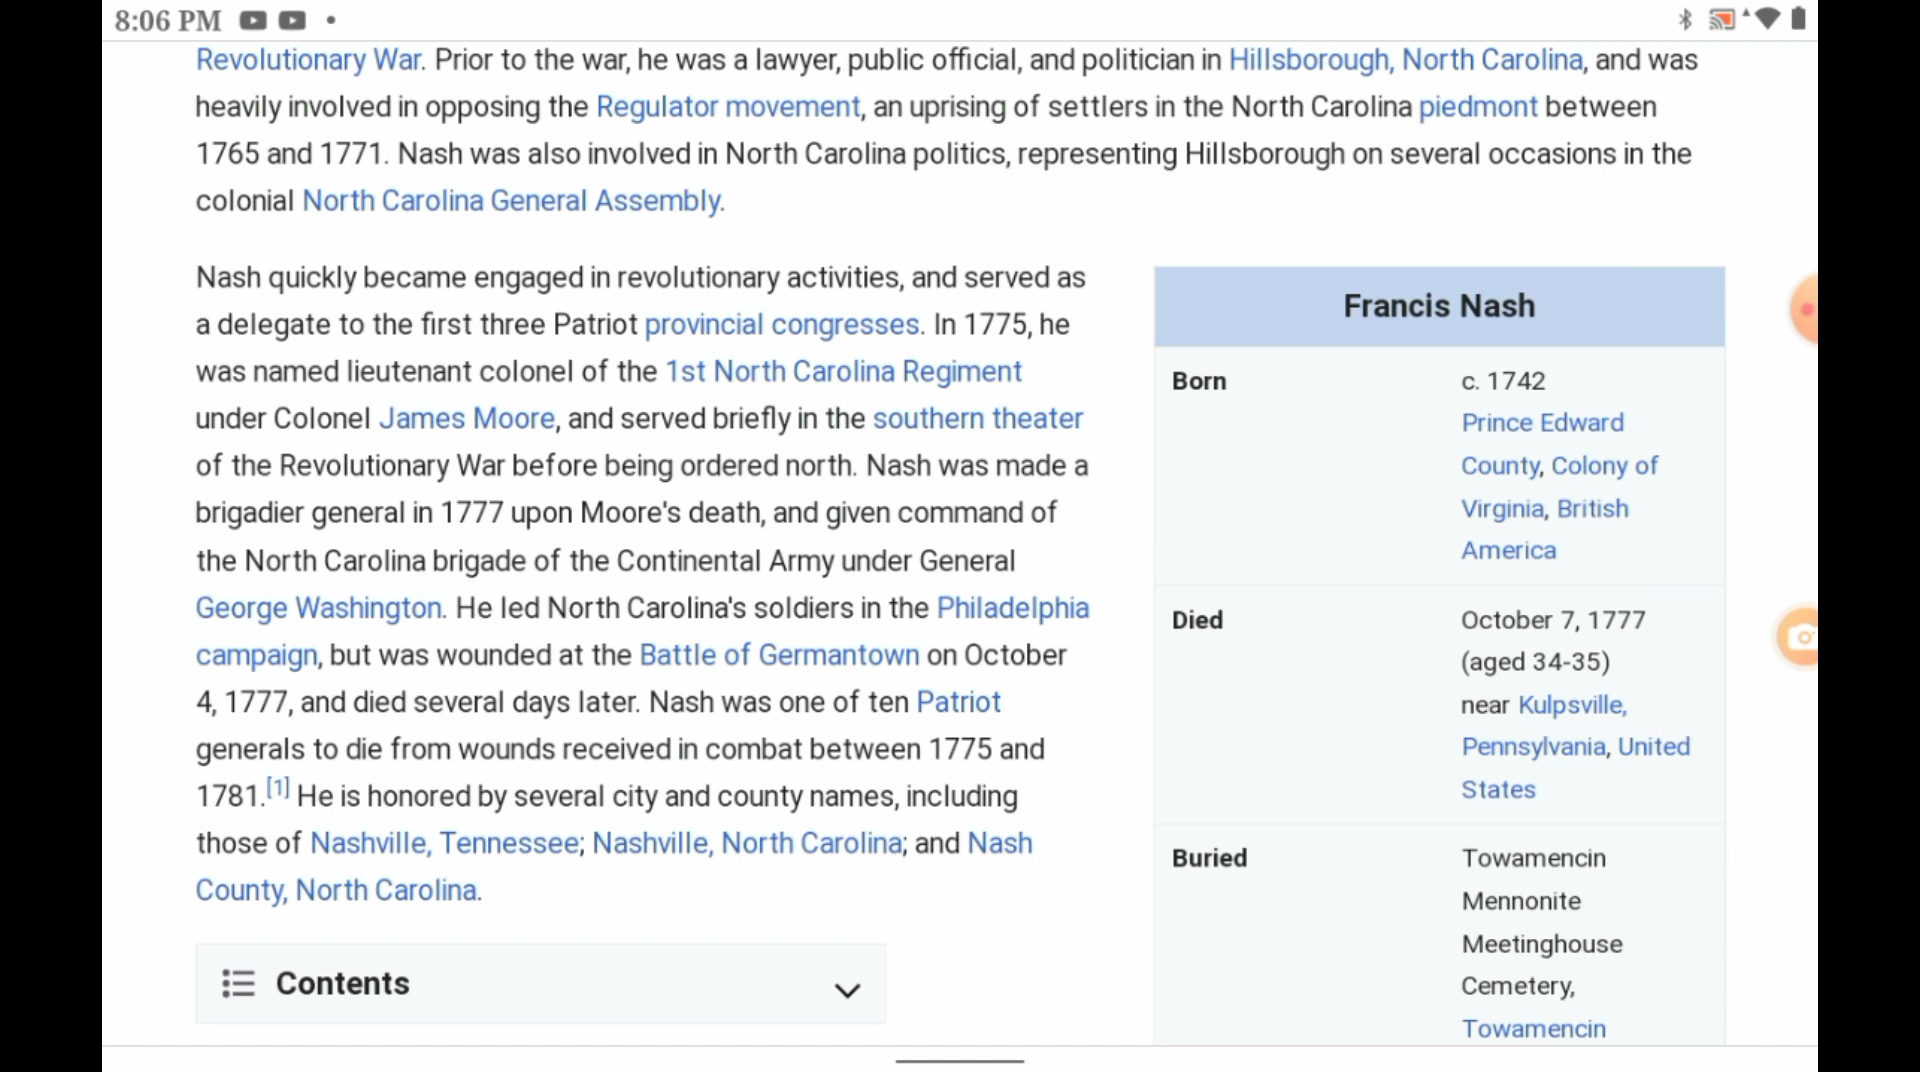 8:06 PM
Revolutionary War. Prior to the war, he was a lawyer, public official, and politician in Hillsborough, North Carolina, and was
heavily involved in opposing the Regulator movement, an uprising of settlers in the North Carolina piedmont between
1765 and 1771. Nash was also involved in North Carolina politics, representing Hillsborough on several occasions in the
colonial North Carolina General Assembly.
Nash quickly became engaged in revolutionary activities, and served as
a delegate to the first three Patriot provincial congresses. In 1775, he
was named lieutenant colonel of the 1st North Carolina Regiment
under Colonel James Moore, and served briefly in the southern theater
of the Revolutionary War before being ordered north. Nash was made a
brigadier general in 1777 upon Moore's death, and given command of
the North Carolina brigade of the Continental Army under General
George Washington. He led North Carolina's soldiers in the Philadelphia
campaign, but was wounded at the Battle of Germantown on October
4, 1777, and died several days later. Nash was one of ten Patriot
generals to die from wounds received in combat between 1775 and
1781.[1] He is honored by several city and county names, including
those of Nashville, Tennessee; Nashville, North Carolina; and Nash
County, North Carolina.
Contents
Francis Nash
Born c. 1742
Prince Edward
County, Colony of
Virginia, British
America
Died October 7, 1777
(aged 34-35)
near Kulpsville,
Pennsylvania, United
States
Buried Towamencin
Mennonite
Meetinghouse
Cemetery,
Towamencin